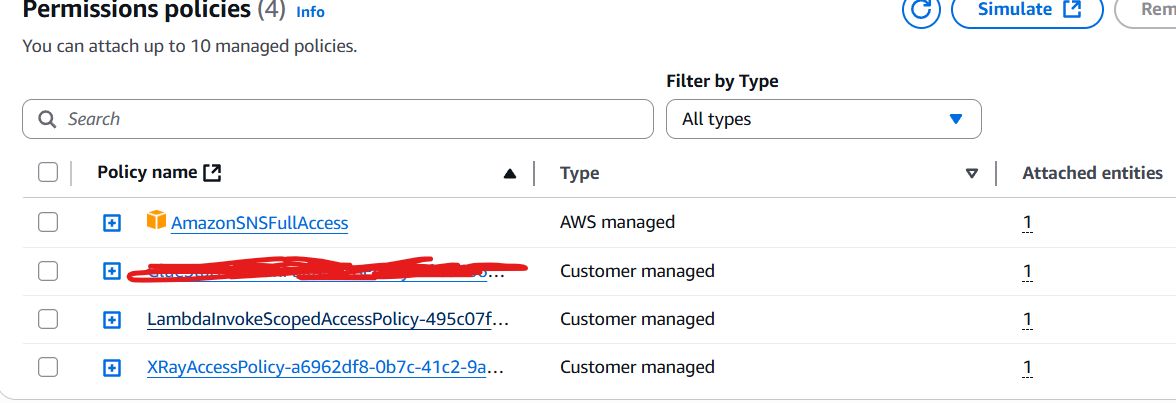 Permissions policies (4) Info
Simulate
Rem
You can attach up to 10 managed policies.
Filter by Type
Search
All types
Policy name
Type
Attached entities
AmazonSNSFullAccess
AWS managed
1
Customer managed
1
LambdaInvokeScopedAccessPolicy-495c07f...
Customer managed
1
XRayAccessPolicy-a6962df8-0b7c-41c2-9a...
Customer managed
1